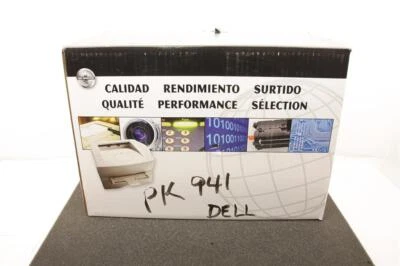 CALIDAD RENDIMIENTO SURTIDO
QUALITÉ PERFORMANCE SÉLECTION
PK 941
DELL